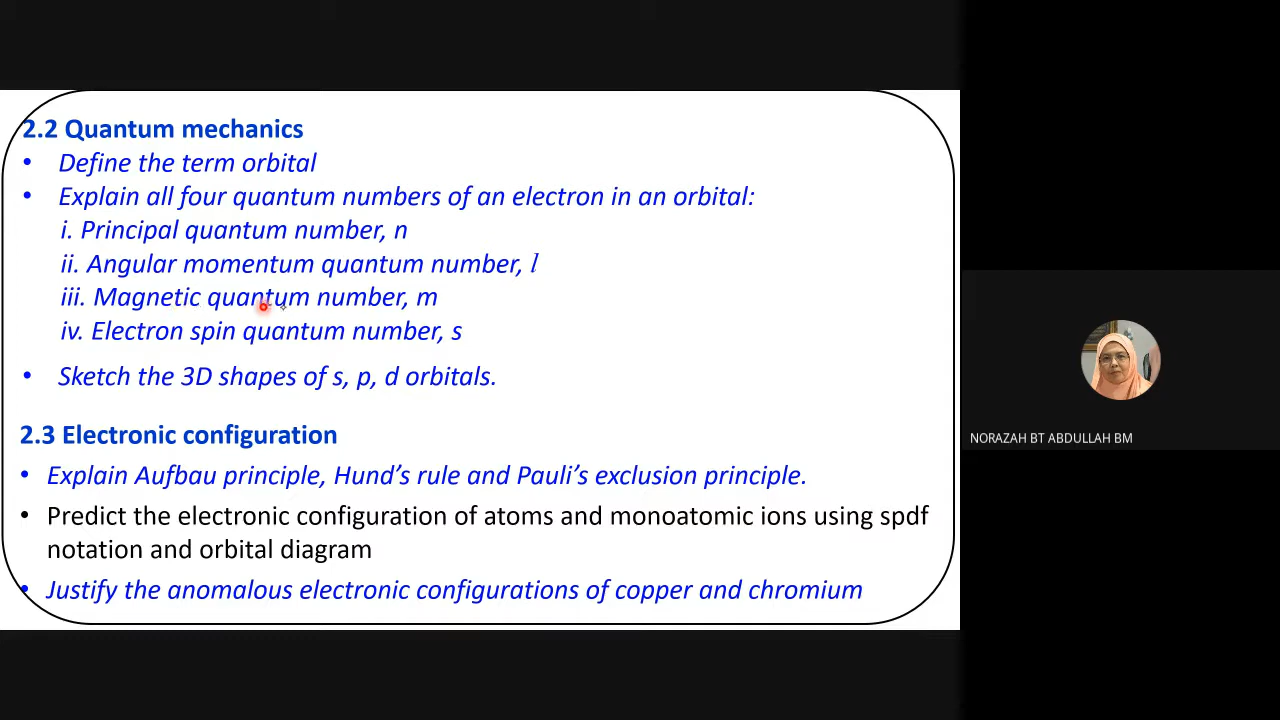 2.2 Quantum mechanics
• Define the term orbital
• Explain all four quantum numbers of an electron in an orbital:
i. Principal quantum number, n
ii. Angular momentum quantum number, l
iii. Magnetic quantum number, m
iv. Electron spin quantum number, s
• Sketch the 3D shapes of s, p, d orbitals.
2.3 Electronic configuration
• Explain Aufbau principle, Hund’s rule and Pauli’s exclusion principle.
• Predict the electronic configuration of atoms and monoatomic ions using spdf
notation and orbital diagram
• Justify the anomalous electronic configurations of copper and chromium
NORAZAH BT ABDULLAH BM